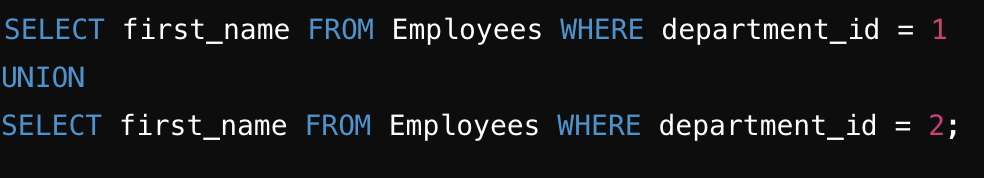 SELECT first_name FROM Employees WHERE department_id = 1
UNION
SELECT first_name FROM Employees WHERE department_id = 2;